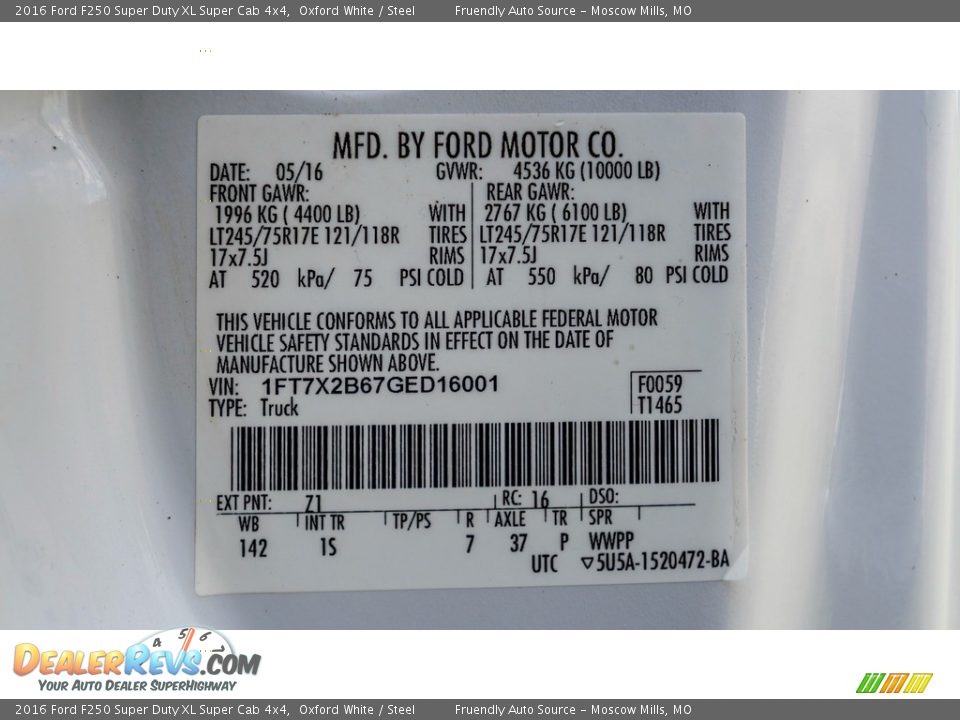 2016 Ford F250 Super Duty XL Super Cab 4x4, Oxford White / Steel Fruendly Auto Source - Moscow Mills, MO
MFD. BY FORD MOTOR CO.
DATE: 05/16 GVWR: 4536 KG (10000 LB)
FRONT GAWR: REAR GAWR:
1996 KG ( 4400 LB) WITH 2767 KG ( 6100 LB) WITH
LT245/75R17E 121/118R TIRES LT245/75R17E 121/118R TIRES
17x7.5J RIMS 17x7.5J RIMS
AT 520 kPa/ 75 PSI COLD AT 550 kPa/ 80 PSI COLD
THIS VEHICLE CONFORMS TO ALL APPLICABLE FEDERAL MOTOR
VEHICLE SAFETY STANDARDS IN EFFECT ON THE DATE OF
MANUFACTURE SHOWN ABOVE.
VIN: 1FT7X2B67GED16001 F0059
TYPE: Truck T1465
EXT PNT: Z1 RC: 16 DSO:
WB INT TR TP/PS R AXLE TR SPR
142 1S 7 37 P WWPP
UTC ▽5U5A-1520472-BA
4 5 6 7
DEALERREVS.COM
YOUR AUTO DEALER SUPERHIGHWAY
2016 Ford F250 Super Duty XL Super Cab 4x4, Oxford White / Steel Fruendly Auto Source - Moscow Mills, MO